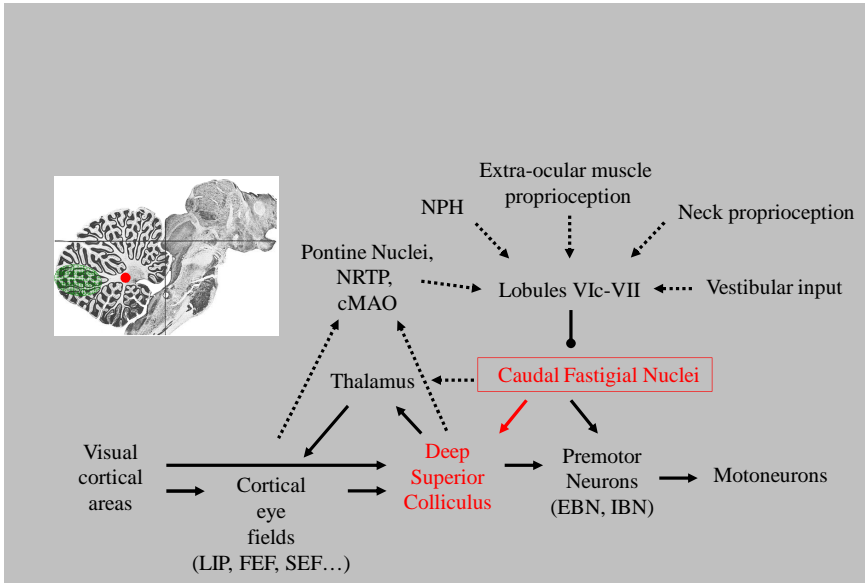 Extra-ocular muscle
proprioception
NPH
Neck proprioception
Pontine Nuclei,
NRTP,
cMAO
Lobules VIc-VII
Vestibular input
Thalamus
Caudal Fastigial Nuclei
Visual
cortical
areas
Cortical
eye
fields
(LIP, FEF, SEF…)
Deep
Superior
Colliculus
Premotor
Neurons
(EBN, IBN)
Motoneurons